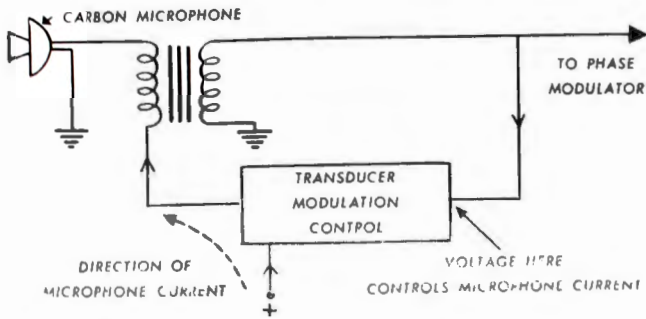 CARBON MICROPHONE
TO PHASE
MODULATOR
TRANSDUCER
MODULATION
CONTPOL
DIRECTION OF
MICROPHONE CURRENT
VOLTAGE HERE
CONTROLS MICROPHONE CURRENT
+